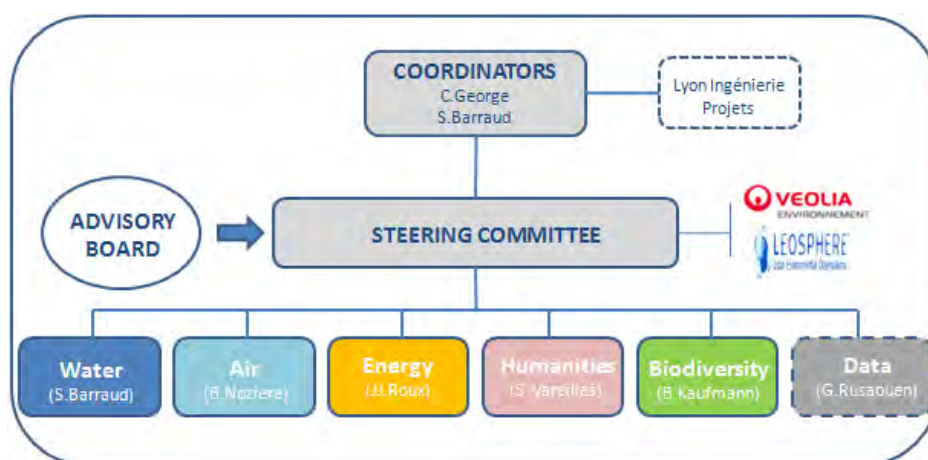 COORDINATORS
C.George
S.Barraud
Lyon Ingénierie
Projets
ADVISORY
BOARD
STEERING COMMITTEE
VEOLIA
ENVIRONNEMENT
LEOSPHERE
Water
(S.Barraud)
Air
(B.Noziere)
Energy
(JJ.Roux)
Humanities
(S. Vareilles)
Biodiversity
(B.Kaufmann)
Data
(G.Rusaouen)